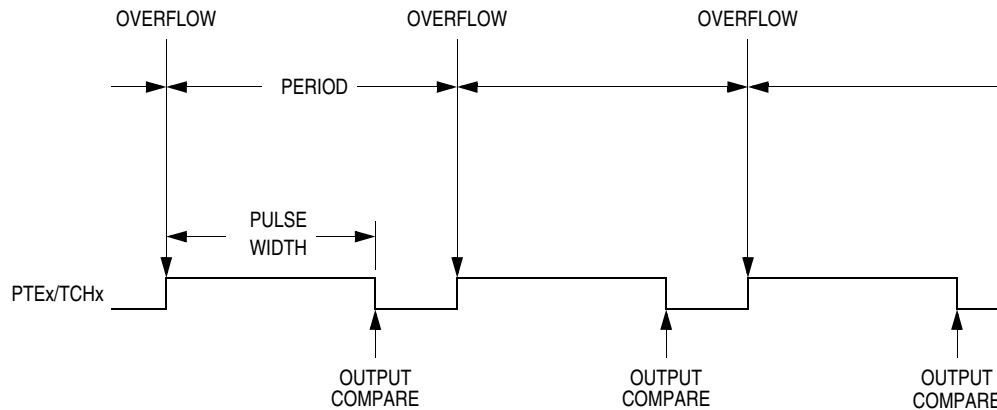 OVERFLOW
OVERFLOW
OVERFLOW
PERIOD
PULSE
WIDTH
PTEx/TCHx
OUTPUT
COMPARE
OUTPUT
COMPARE
OUTPUT
COMPARE